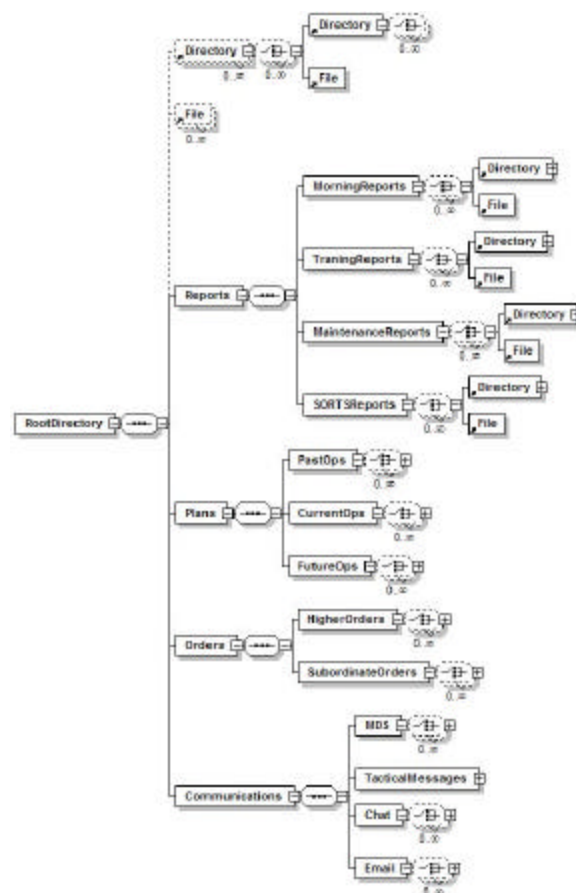 Directory
0..∞
0..∞
Directory
0..∞
File
File
0..∞
Reports
MorningReports
0..∞
Directory
File
TraningReports
0..∞
Directory
File
MaintenanceReports
0..∞
Directory
File
SORTSReports
0..∞
Directory
File
RootDirectory
Plans
PastOps
0..∞
CurrentOps
0..∞
FutureOps
0..∞
Orders
HigherOrders
0..∞
SubordinateOrders
0..∞
Communications
MDS
0..∞
TacticalMessages
Chat
0..∞
Email
0..∞